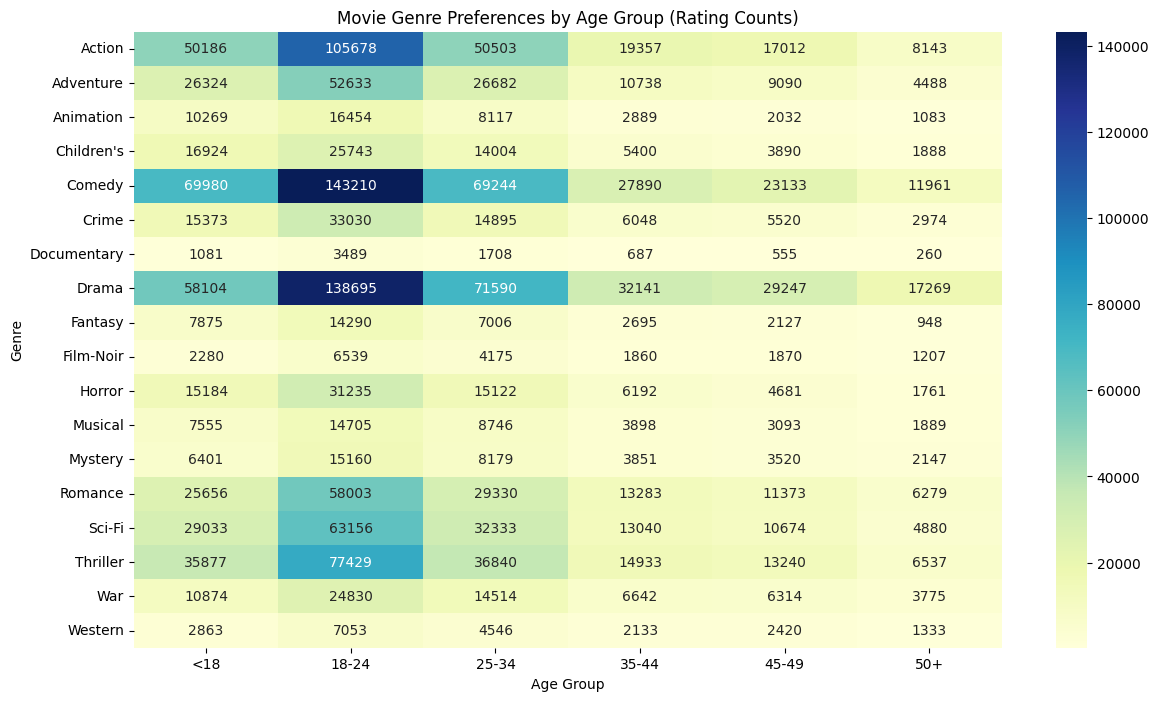 Movie Genre Preferences by Age Group (Rating Counts)
Genre
Action 50186 105678 50503 19357 17012 8143
Adventure 26324 52633 26682 10738 9090 4488
Animation 10269 16454 8117 2889 2032 1083
Children's 16924 25743 14004 5400 3890 1888
Comedy 69980 143210 69244 27890 23133 11961
Crime 15373 33030 14895 6048 5520 2974
Documentary 1081 3489 1708 687 555 260
Drama 58104 138695 71590 32141 29247 17269
Fantasy 7875 14290 7006 2695 2127 948
Film-Noir 2280 6539 4175 1860 1870 1207
Horror 15184 31235 15122 6192 4681 1761
Musical 7555 14705 8746 3898 3093 1889
Mystery 6401 15160 8179 3851 3520 2147
Romance 25656 58003 29330 13283 11373 6279
Sci-Fi 29033 63156 32333 13040 10674 4880
Thriller 35877 77429 36840 14933 13240 6537
War 10874 24830 14514 6642 6314 3775
Western 2863 7053 4546 2133 2420 1333
<18 18-24 25-34 35-44 45-49 50+
Age Group
140000
120000
100000
80000
60000
40000
20000